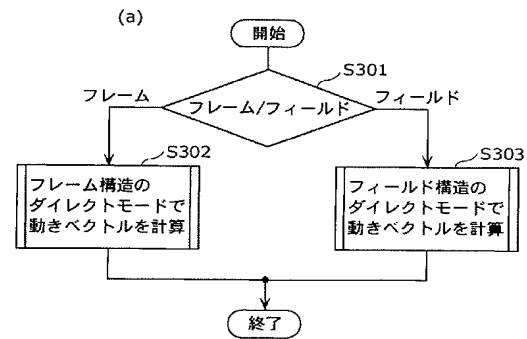 (a)
開始
S301
フレーム
フレーム/フィールド
フィールド
S302
フレーム構造の
ダイレクトモードで
動きベクトルを計算
S303
フィールド構造の
ダイレクトモードで
動きベクトルを計算
終了